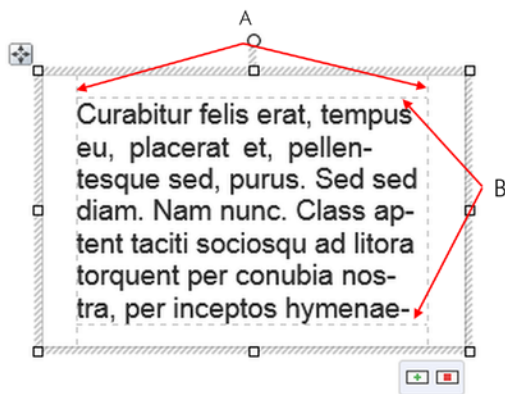 A
Curabitur felis erat, tempus
eu, placerat et, pellen-
tesque sed, purus. Sed sed
diam. Nam nunc. Class ap-
tent taciti sociosqu ad litora
torquent per conubia nos-
tra, per inceptos hymenae-
B